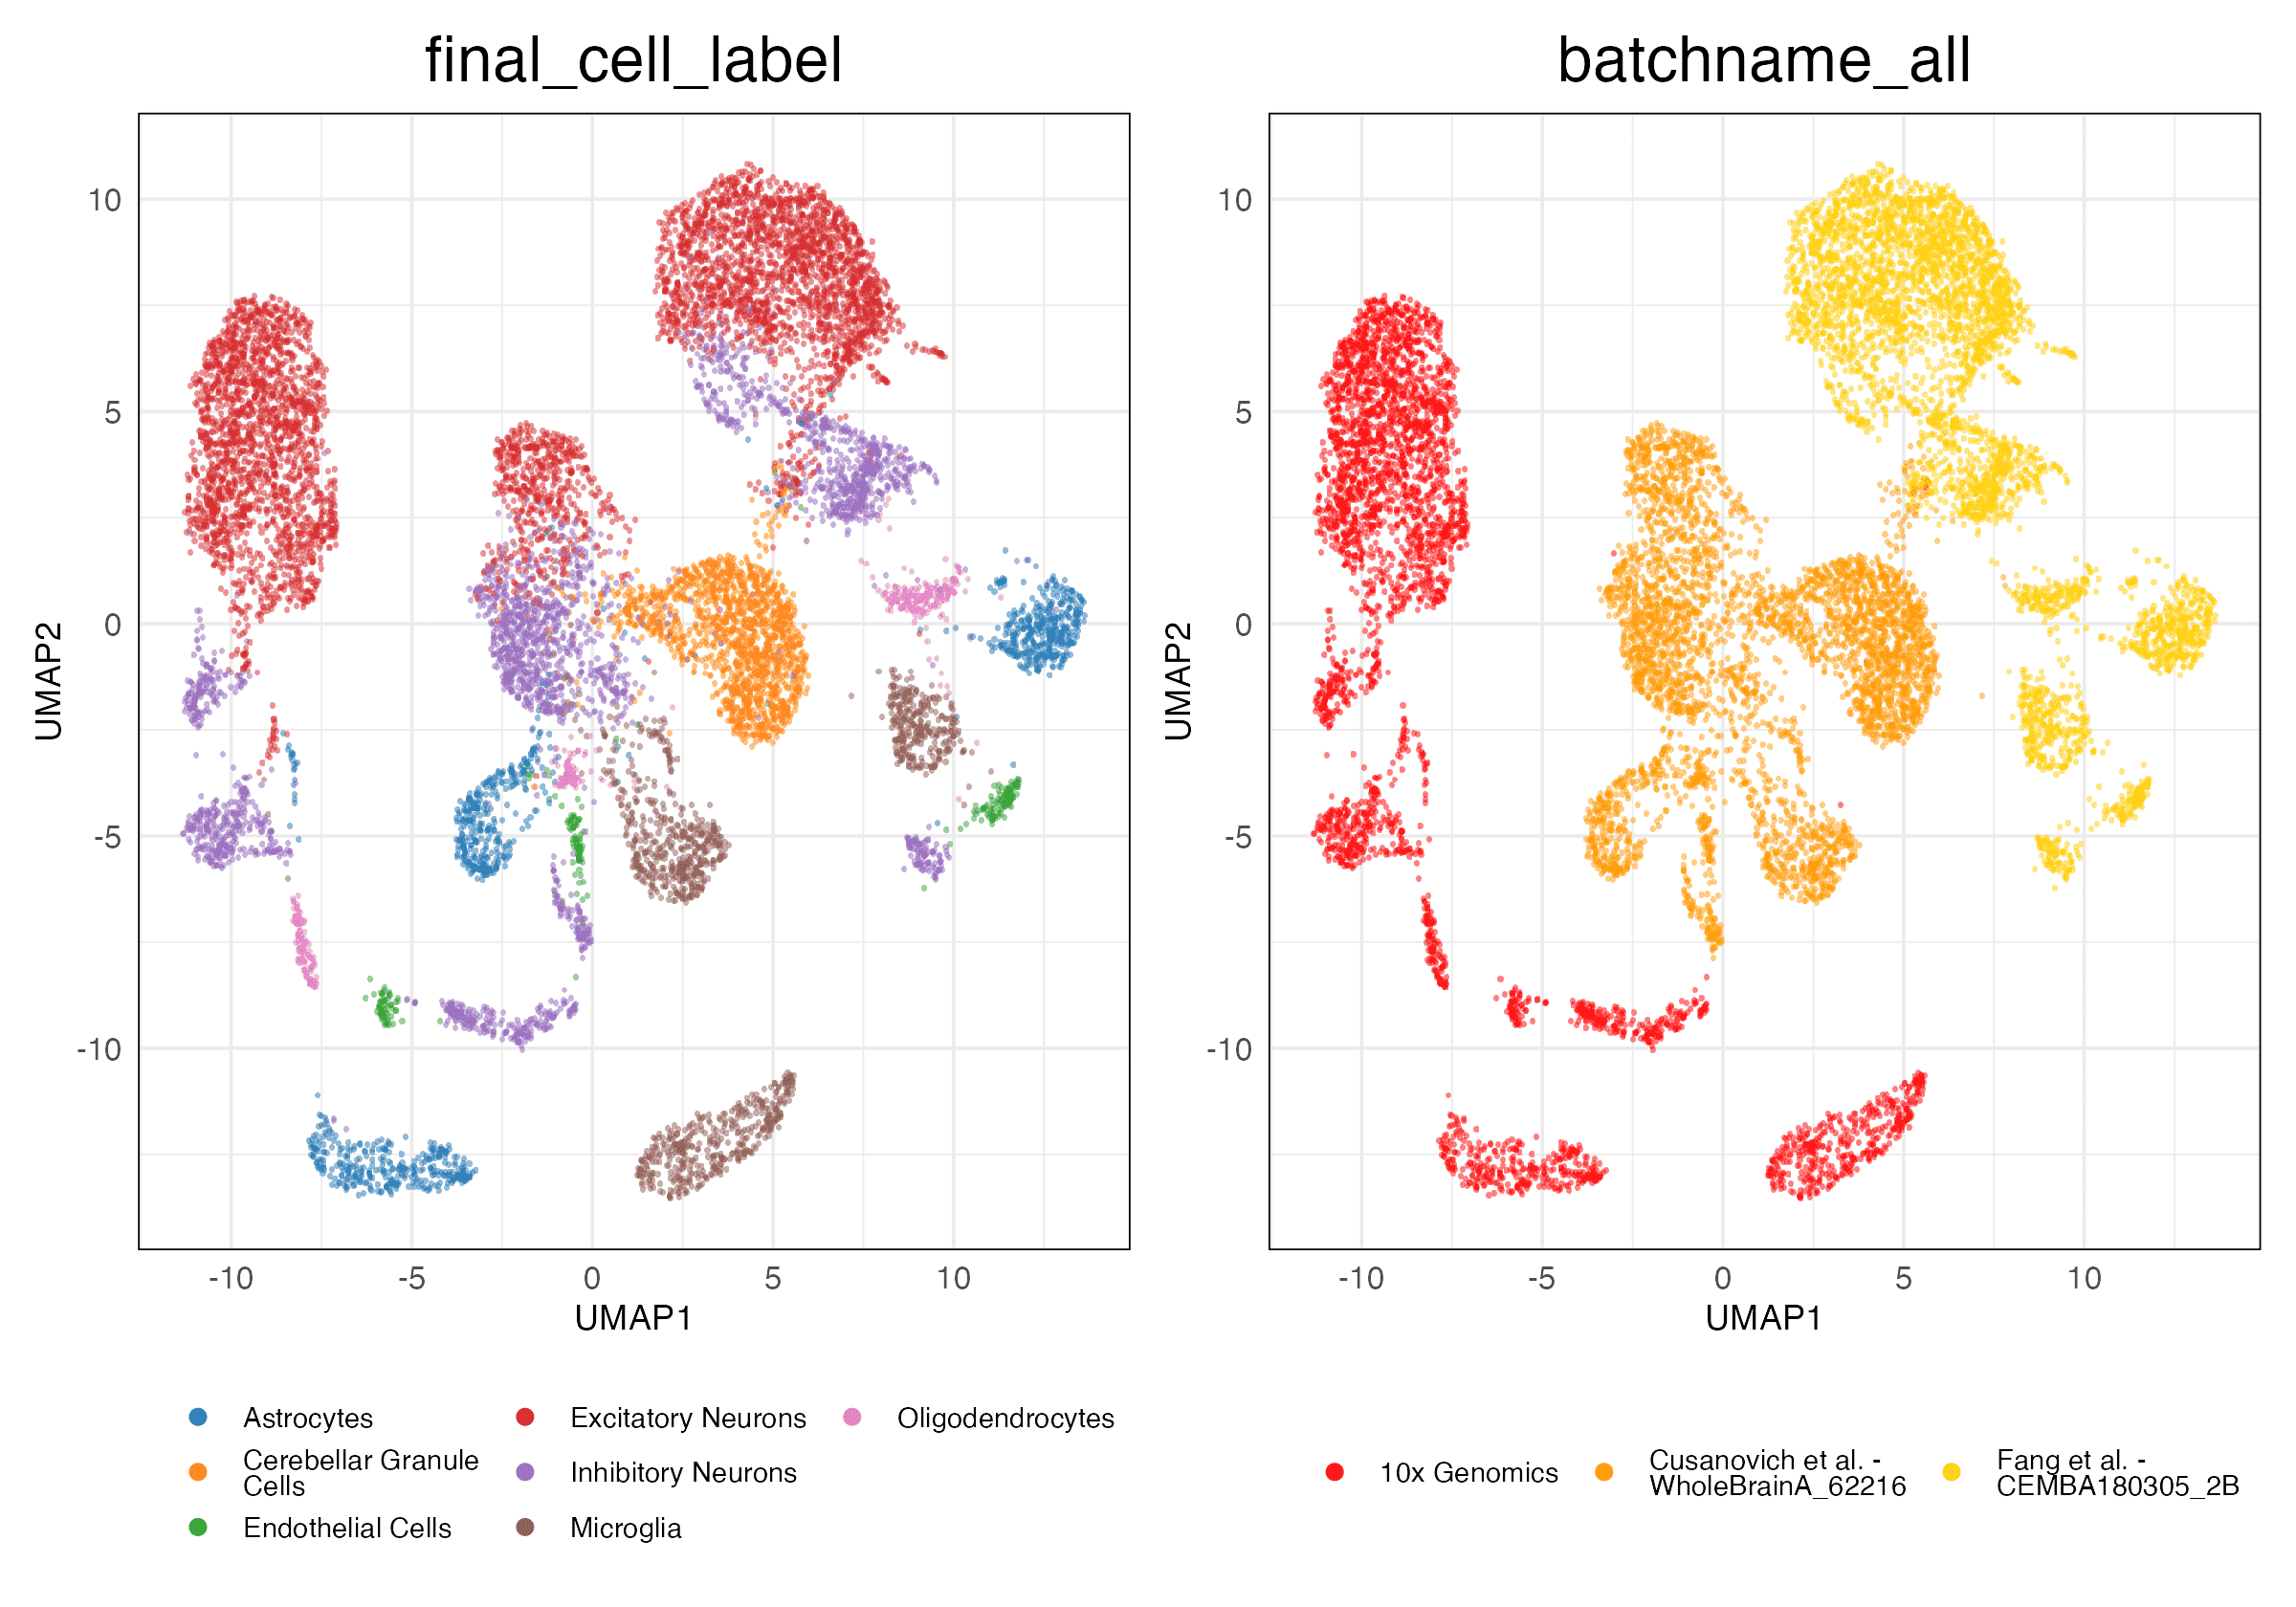 final_cell_label
batchname_all
10
5
0
-5
-10
UMAP2
-10
-5
0
5
10
UMAP1
10
5
0
-5
-10
UMAP2
-10
-5
0
5
10
UMAP1
Astrocytes
Cerebellar Granule
Cells
Endothelial Cells
Excitatory Neurons
Inhibitory Neurons
Microglia
Oligodendrocytes
10x Genomics
Cusanovich et al. -
WholeBrainA_62216
Fang et al. -
CEMBA180305_2B